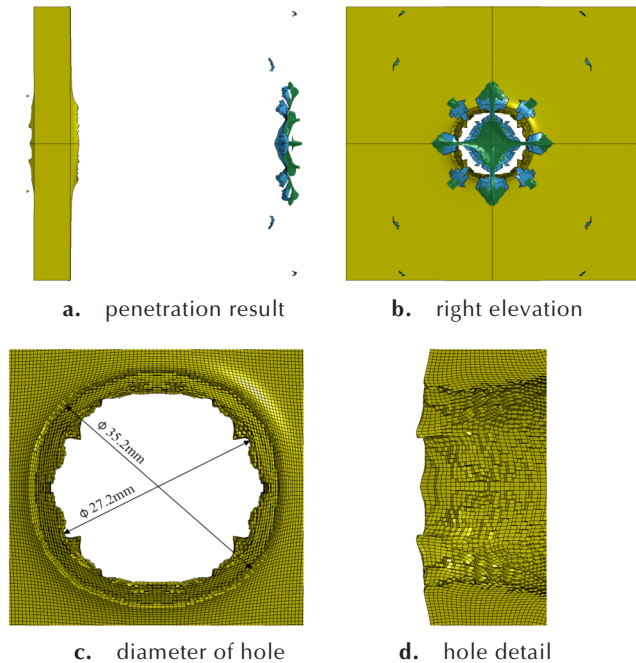 a. penetration result
b. right elevation
ϕ 35.2mm
ϕ 27.2mm
c. diameter of hole
d. hole detail